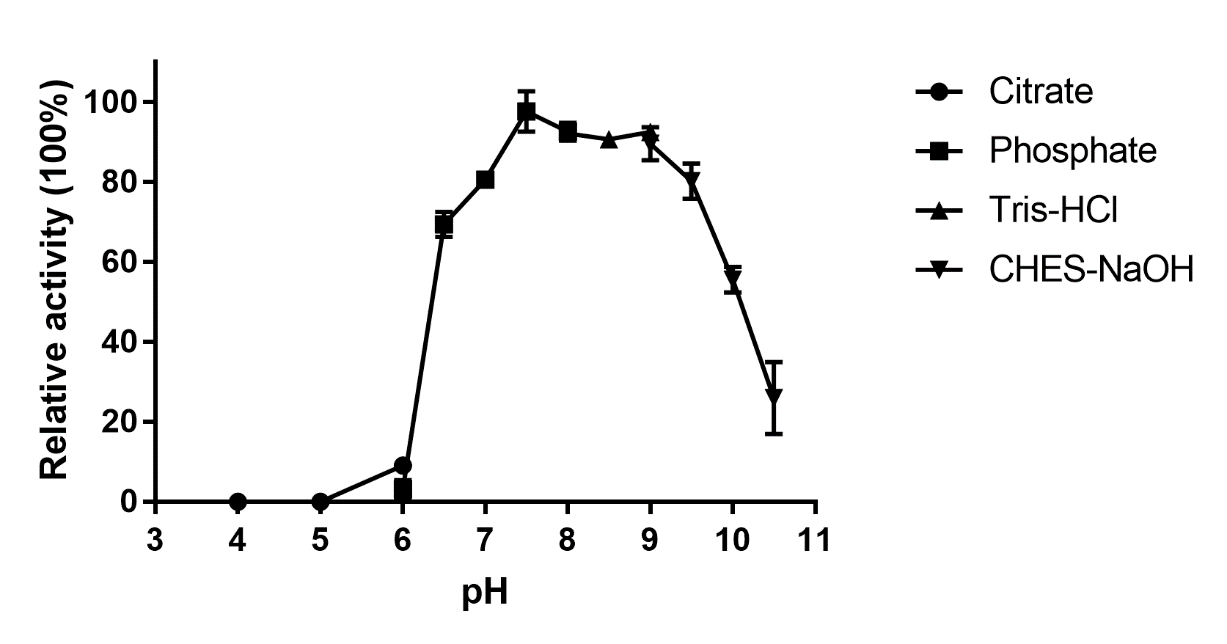 Relative activity (100%)
100
80
60
40
20
0
3 4 5 6 7 8 9 10 11
pH
Citrate
Phosphate
Tris-HCl
CHES-NaOH